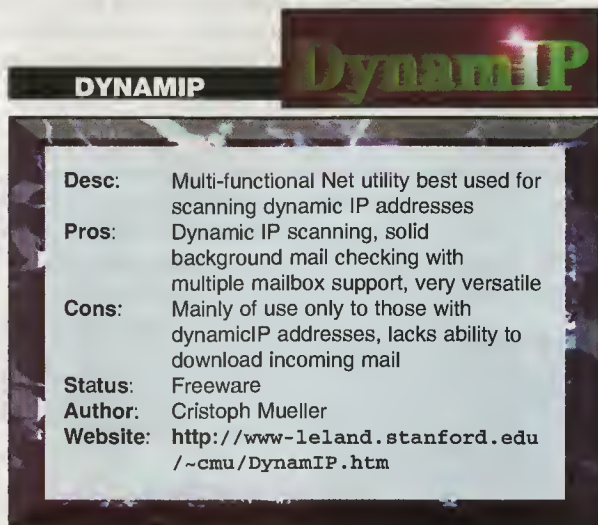 DynamIP
DYNAMIP
Desc: Multi-functional Net utility best used for
scanning dynamic IP addresses
Pros: Dynamic IP scanning, solid
background mail checking with
multiple mailbox support, very versatile
Cons: Mainly of use only to those with
dynamicIP addresses, lacks ability to
download incoming mail
Status: Freeware
Author: Cristoph Mueller
Website: http://www-leland.stanford.edu
/~cmu/DynamIP.htm